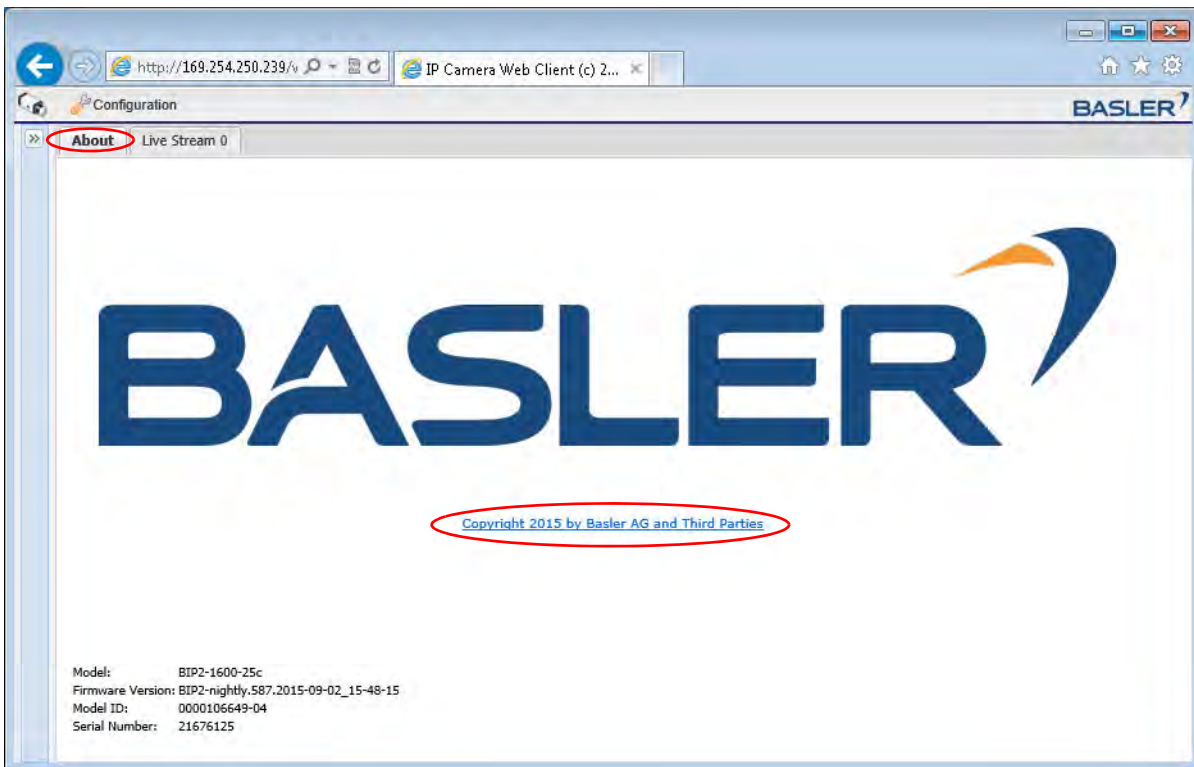 http://169.254.250.239/v
IP Camera Web Client (c) 2...
Configuration
BASLER
>> About Live Stream 0
BASLER
Copyright 2015 by Basler AG and Third Parties
Model: BIP2-1600-25c
Firmware Version: BIP2-nightly.587.2015-09-02_15-48-15
Model ID: 0000106649-04
Serial Number: 21676125